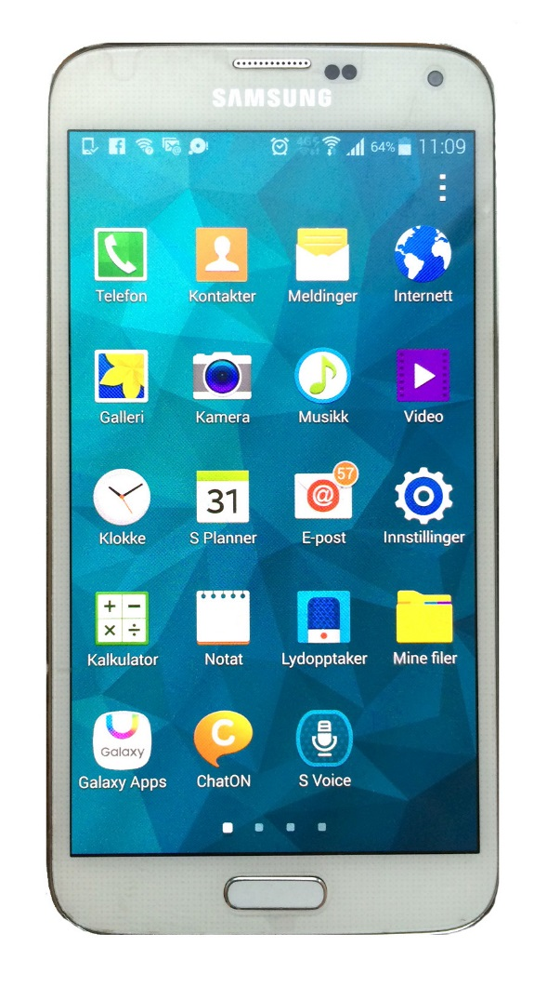 SAMSUNG
4G 64% 11:09
Telefon Kontakter Meldinger Internett
Galleri Kamera Musikk Video
31 @ 57
Klokke S Planner E-post Innstillinger
+ − × ÷
Kalkulator Notat Lydopptaker Mine filer
Galaxy C
Galaxy Apps ChatON S Voice